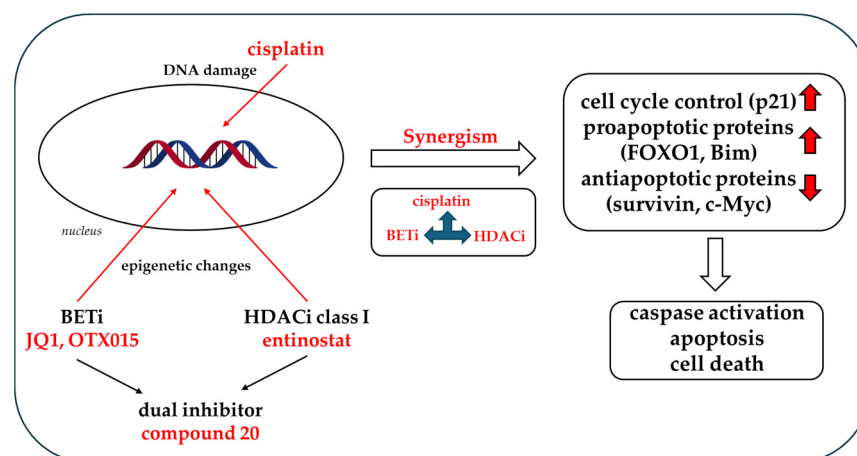 cisplatin
DNA damage
nucleus
epigenetic changes
BETi
JQ1, OTX015
HDACi class I
entinostat
dual inhibitor
compound 20
Synergism
cisplatin
BETi
HDACi
cell cycle control (p21)
proapoptotic proteins
(FOXO1, Bim)
antiapoptotic proteins
(survivin, c-Myc)
caspase activation
apoptosis
cell death